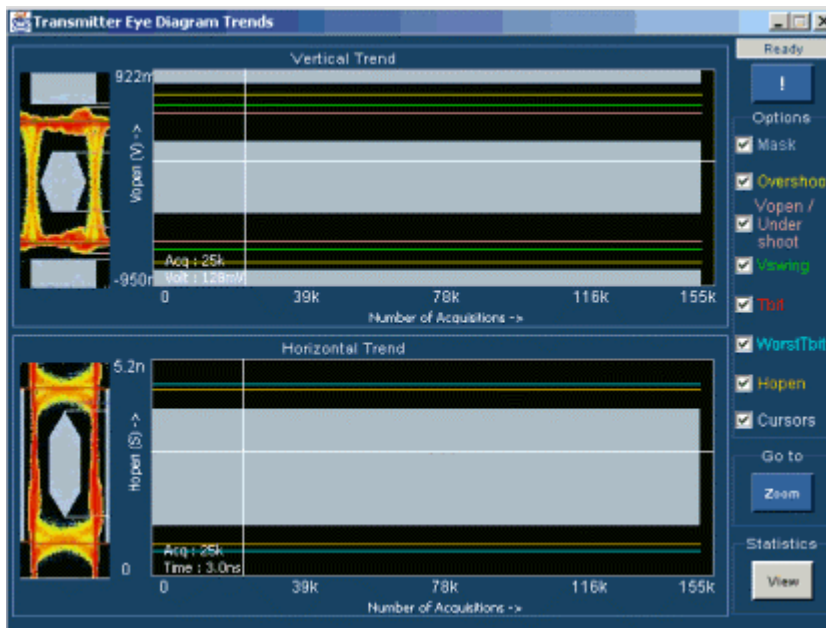 Transmitter Eye Diagram Trends
Ready
Vertical Trend
922m
Vopen (V) ->
-950n
Acq : 25k
Volt : 128mV
0 39k 78k 116k 155k
Number of Acquisitions ->
!
Options
Mask
Overshoo
Vopen /
Under
shoot
Vswing
Tbit
WorstTbit
Hopen
Cursors
Horizontal Trend
5.2n
Hopen (S) ->
0
Acq : 25k
Time : 3.0ns
0 39k 78k 116k 155k
Number of Acquisitions ->
Go to
Zoom
Statistics
View